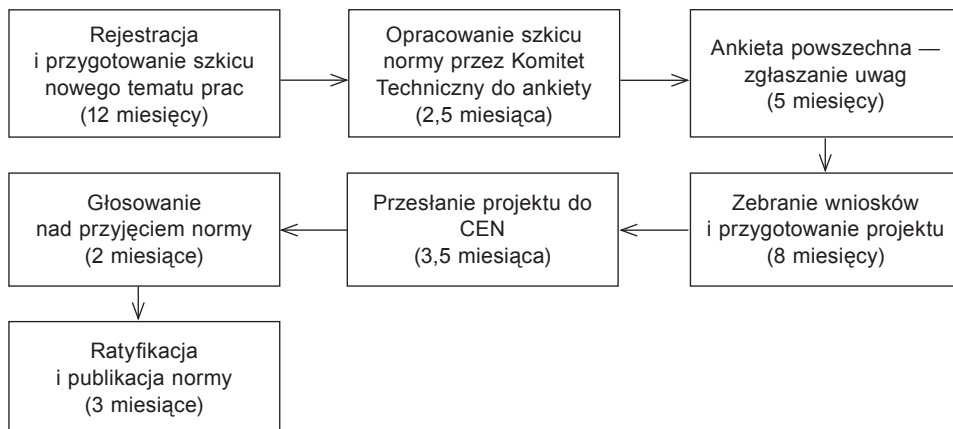 Rejestracja
i przygotowanie szkicu
nowego tematu prac
(12 miesięcy)
Opracowanie szkicu
normy przez Komitet
Techniczny do ankiety
(2,5 miesiąca)
Ankieta powszechna —
zgłaszanie uwag
(5 miesięcy)
Zebranie wniosków
i przygotowanie projektu
(8 miesięcy)
Przesłanie projektu do
CEN
(3,5 miesiąca)
Głosowanie
nad przyjęciem normy
(2 miesiące)
Ratyfikacja
i publikacja normy
(3 miesiące)